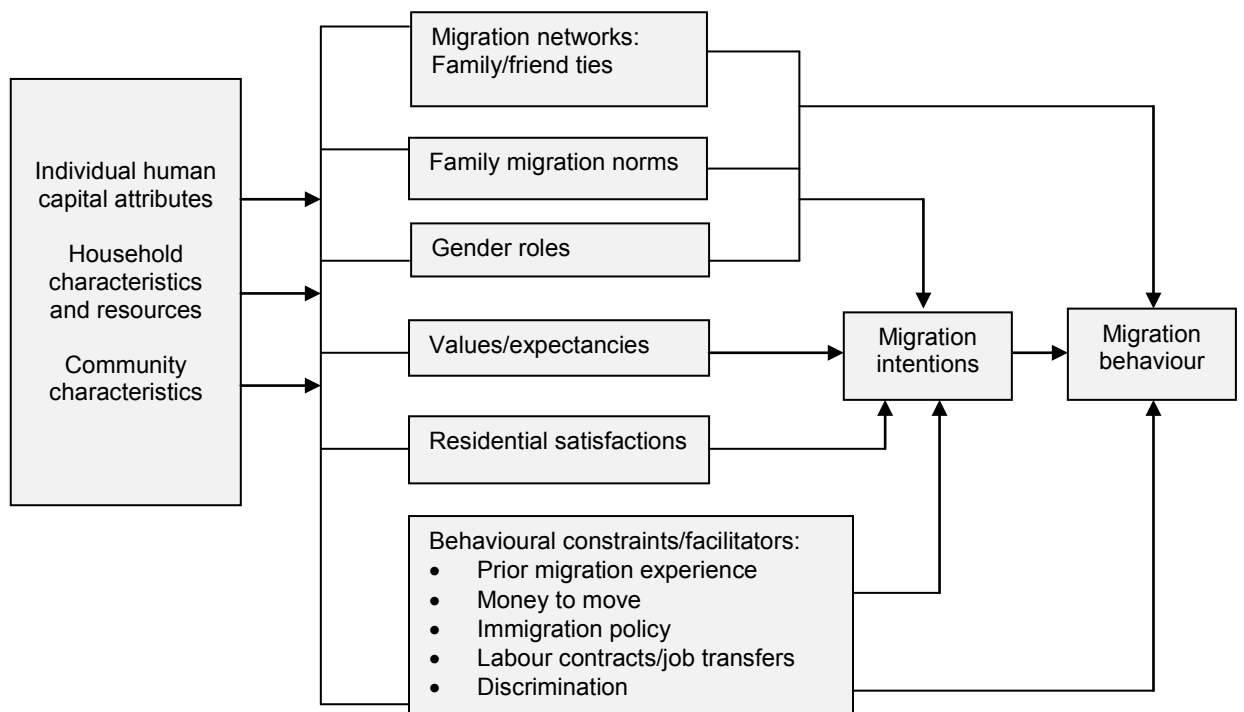 Individual human
capital attributes
Household
characteristics
and resources
Community
characteristics
Migration networks:
Family/friend ties
Family migration norms
Gender roles
Values/expectancies
Residential satisfactions
Behavioural constraints/facilitators:
• Prior migration experience
• Money to move
• Immigration policy
• Labour contracts/job transfers
• Discrimination
Migration
intentions
Migration
behaviour